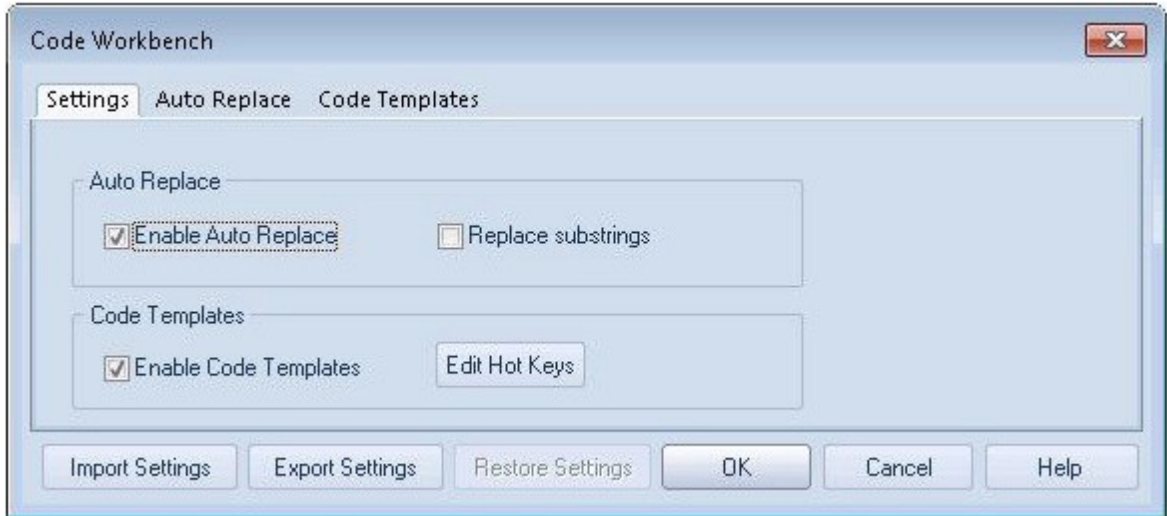 Code Workbench
Settings Auto Replace Code Templates
Auto Replace
Enable Auto Replace Replace substrings
Code Templates
Enable Code Templates Edit Hot Keys
Import Settings Export Settings Restore Settings OK Cancel Help